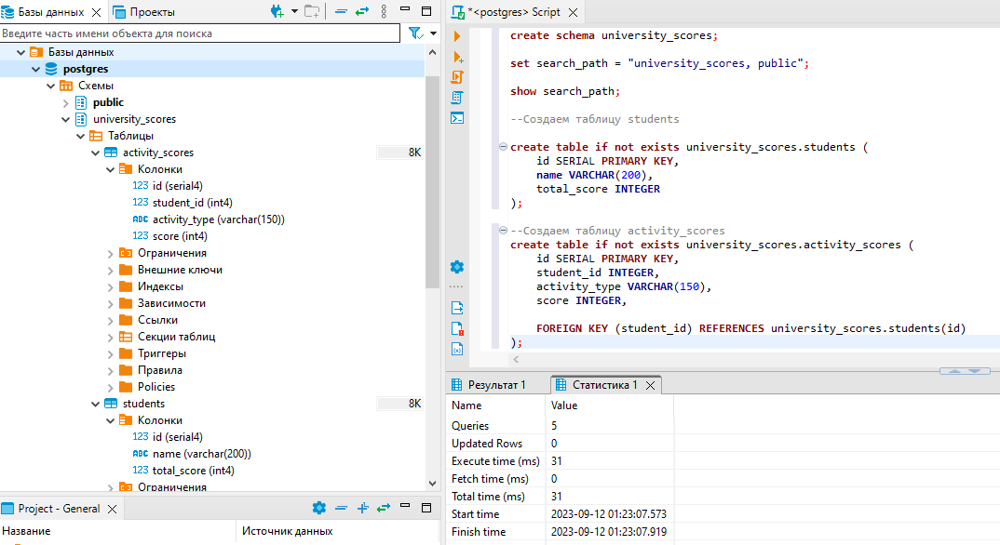 Базы данных
Проекты
Введите часть имени объекта для поиска
Базы данных
postgres
Схемы
public
university_scores
Таблицы
activity_scores 8K
Колонки
123 id (serial4)
123 student_id (int4)
ABC activity_type (varchar(150))
123 score (int4)
Ограничения
Внешние ключи
Индексы
Зависимости
Ссылки
Секции таблиц
Триггеры
Правила
Policies
students 8K
Колонки
123 id (serial4)
ABC name (varchar(200))
123 total_score (int4)
Ограничения
Project - General
Название Источник данных
*<postgres> Script
create schema university_scores;
set search_path = "university_scores, public";
show search_path;
--Создаем таблицу students
create table if not exists university_scores.students (
id SERIAL PRIMARY KEY,
name VARCHAR(200),
total_score INTEGER
);
--Создаем таблицу activity_scores
create table if not exists university_scores.activity_scores (
id SERIAL PRIMARY KEY,
student_id INTEGER,
activity_type VARCHAR(150),
score INTEGER,
FOREIGN KEY (student_id) REFERENCES university_scores.students(id)
);
Результат 1 Статистика 1
Name Value
Queries 5
Updated Rows 0
Execute time (ms) 31
Fetch time (ms) 0
Total time (ms) 31
Start time 2023-09-12 01:23:07.573
Finish time 2023-09-12 01:23:07.919